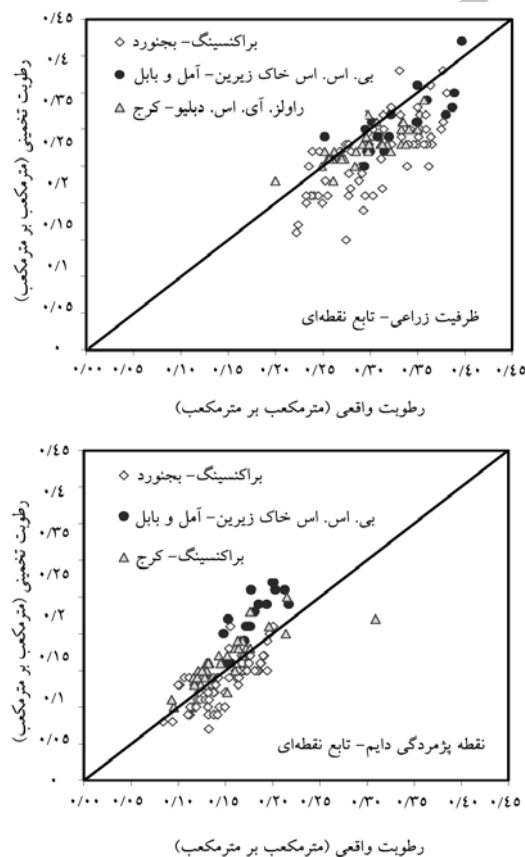 ۰/۴۵
۰/۴
۰/۳۵
۰/۳
۰/۲۵
۰/۲
۰/۱۵
۰/۱
۰/۰۵
۰
رطوبت تخمینی (مترمکعب بر مترمکعب)
براکنسینگ- بجنورد
بی. اس. اس خاک زیرین- آمل و بابل
راولز. آی. اس. دبلیو- کرج
ظرفیت زراعی- تابع نقطه‌ای
۰/۰۰ ۰/۰۵ ۰/۱۰ ۰/۱۵ ۰/۲۰ ۰/۲۵ ۰/۳۰ ۰/۳۵ ۰/۴۰ ۰/۴۵
رطوبت واقعی (مترمکعب بر مترمکعب)
۰/۴۵
۰/۴
۰/۳۵
۰/۳
۰/۲۵
۰/۲
۰/۱۵
۰/۱
۰/۰۵
۰
رطوبت تخمینی (مترمکعب بر مترمکعب)
براکنسینگ- بجنورد
بی. اس. اس خاک زیرین- آمل و بابل
براکنسینگ- کرج
نقطه پژمردگی دایم- تابع نقطه‌ای
۰/۰۰ ۰/۰۵ ۰/۱۰ ۰/۱۵ ۰/۲۰ ۰/۲۵ ۰/۳۰ ۰/۳۵ ۰/۴۰ ۰/۴۵
رطوبت واقعی (مترمکعب بر مترمکعب)